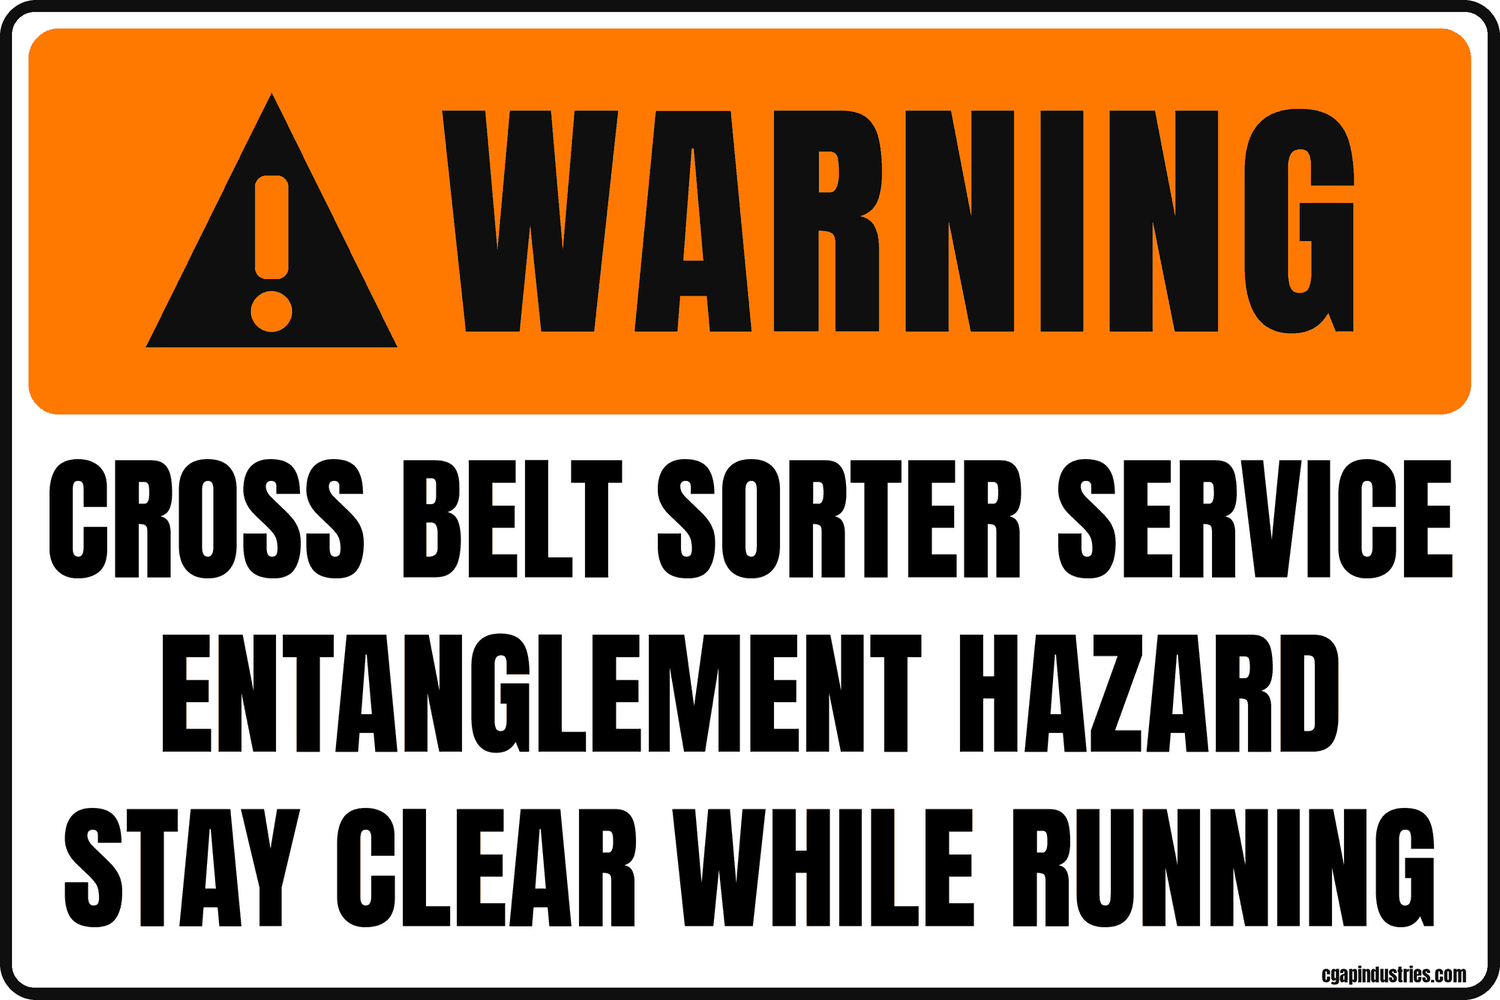 WARNING
CROSS BELT SORTER SERVICE
ENTANGLEMENT HAZARD
STAY CLEAR WHILE RUNNING
cgapindustries.com